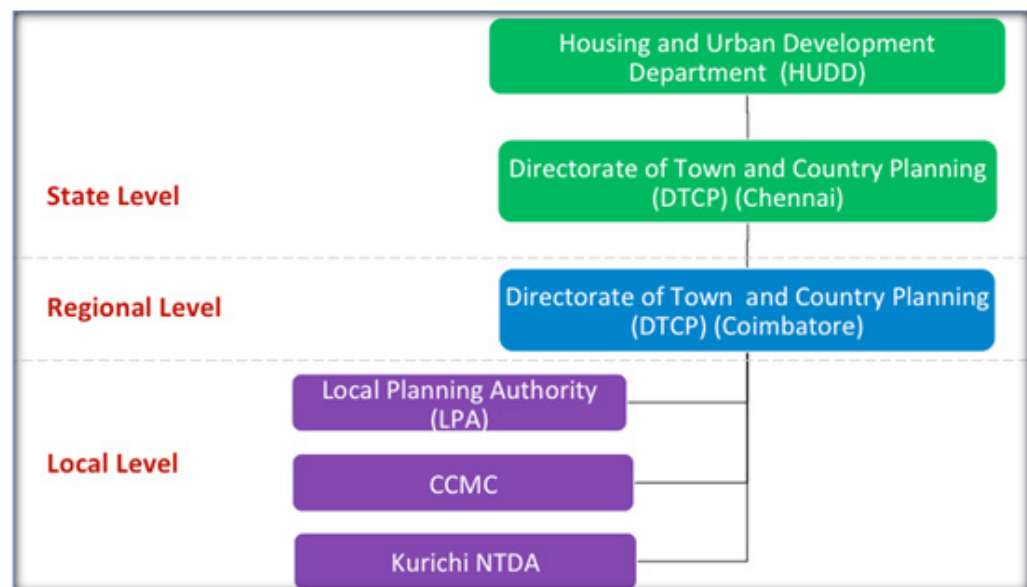 Housing and Urban Development
Department (HUDD)
Directorate of Town and Country Planning
(DTCP) (Chennai)
State Level
Regional Level
Directorate of Town and Country Planning
(DTCP) (Coimbatore)
Local Planning Authority
(LPA)
Local Level
CCMC
Kurichi NTDA